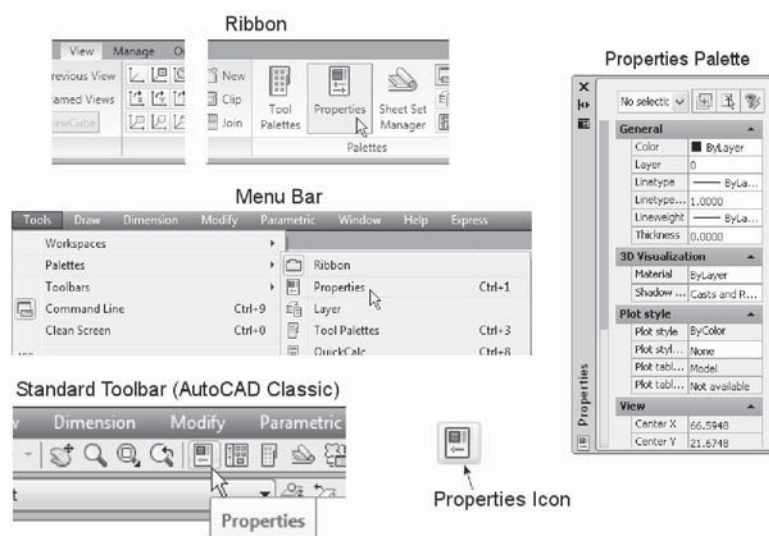 Ribbon
View Manage
revious View
amed Views
ewCube
New
Clip
Join
Tool Palettes
Properties
Sheet Set Manager
Palettes
Properties Palette
No selectic
General
Color ByLayer
Layer 0
Linetype ByLa...
Linetype... 1.0000
Lineweight ByLa...
Thickness 0.0000
3D Visualization
Material ByLayer
Shadow ... Casts and R...
Plot style
Plot style ByColor
Plot styl... None
Plot tabl... Model
Plot tabl... Not available
View
Center X 66.5948
Center Y 21.6748
Properties
Menu Bar
Tools Draw Dimension Modify Parametric Window Help Express
Workspaces
Palettes
Toolbars
Command Line Ctrl+9
Clean Screen Ctrl+0
Ribbon
Properties Ctrl+1
Layer
Tool Palettes Ctrl+3
QuickCalc Ctrl+8
Standard Toolbar (AutoCAD Classic)
Dimension Modify Parametric
Properties
Properties Icon